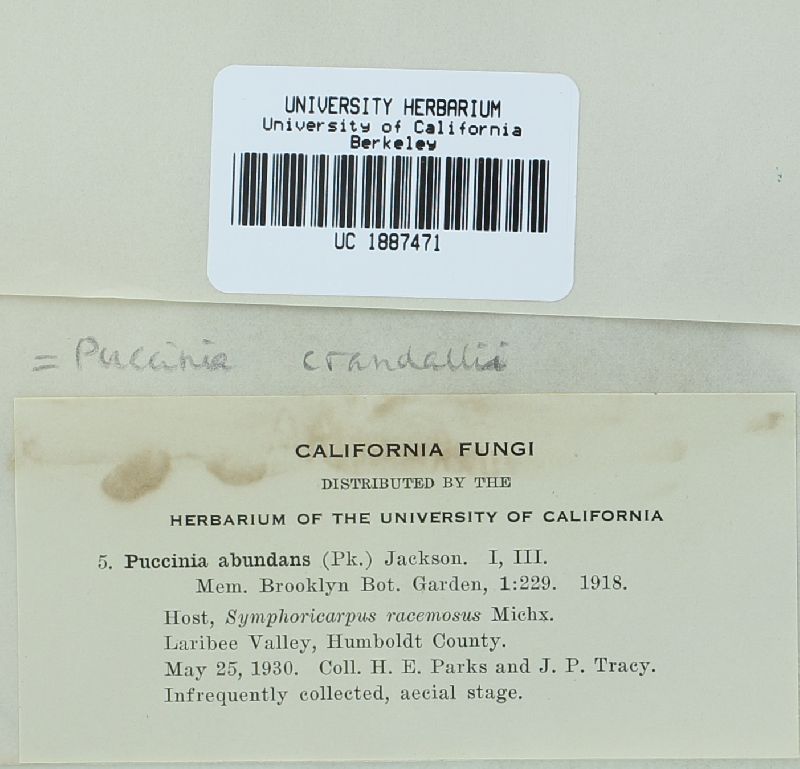 UNIVERSITY HERBARIUM
University of California
Berkeley
UC 1887471
= Puccinia crandallii
CALIFORNIA FUNGI
DISTRIBUTED BY THE
HERBARIUM OF THE UNIVERSITY OF CALIFORNIA
5. Puccinia abundans (Pk.) Jackson. I, III.
Mem. Brooklyn Bot. Garden, 1:229. 1918.
Host, Symphoricarpus racemosus Michx.
Laribee Valley, Humboldt County.
May 25, 1930. Coll. H. E. Parks and J. P. Tracy.
Infrequently collected, aecial stage.